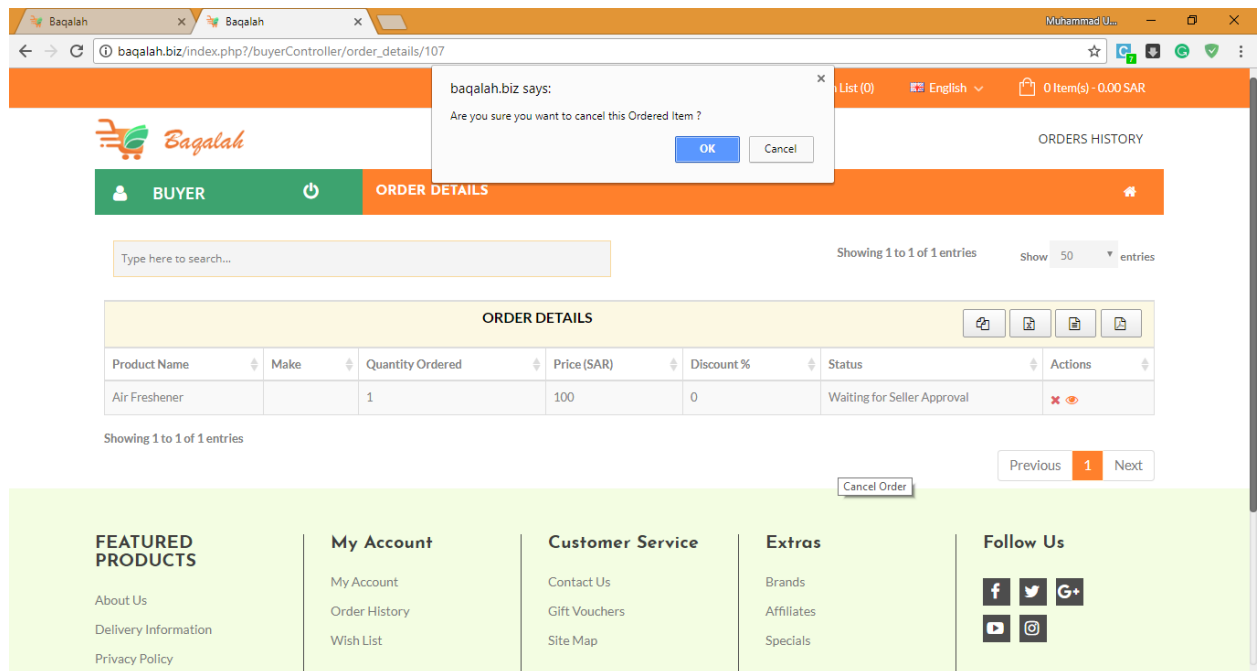 Baqalah
Baqalah
Muhammad U...
baqalah.biz/index.php?/buyerController/order_details/107
7
List (0)
English
0 Item(s) - 0.00 SAR
baqalah.biz says:
Are you sure you want to cancel this Ordered Item ?
OK
Cancel
Baqalah
ORDERS HISTORY
BUYER
ORDER DETAILS
Type here to search...
Showing 1 to 1 of 1 entries
Show 50 entries
ORDER DETAILS
Product Name Make Quantity Ordered Price (SAR) Discount % Status Actions
Air Freshener 1 100 0 Waiting for Seller Approval
Showing 1 to 1 of 1 entries
Previous 1 Next
Cancel Order
FEATURED
PRODUCTS
About Us
Delivery Information
Privacy Policy
My Account
My Account
Order History
Wish List
Customer Service
Contact Us
Gift Vouchers
Site Map
Extras
Brands
Affiliates
Specials
Follow Us